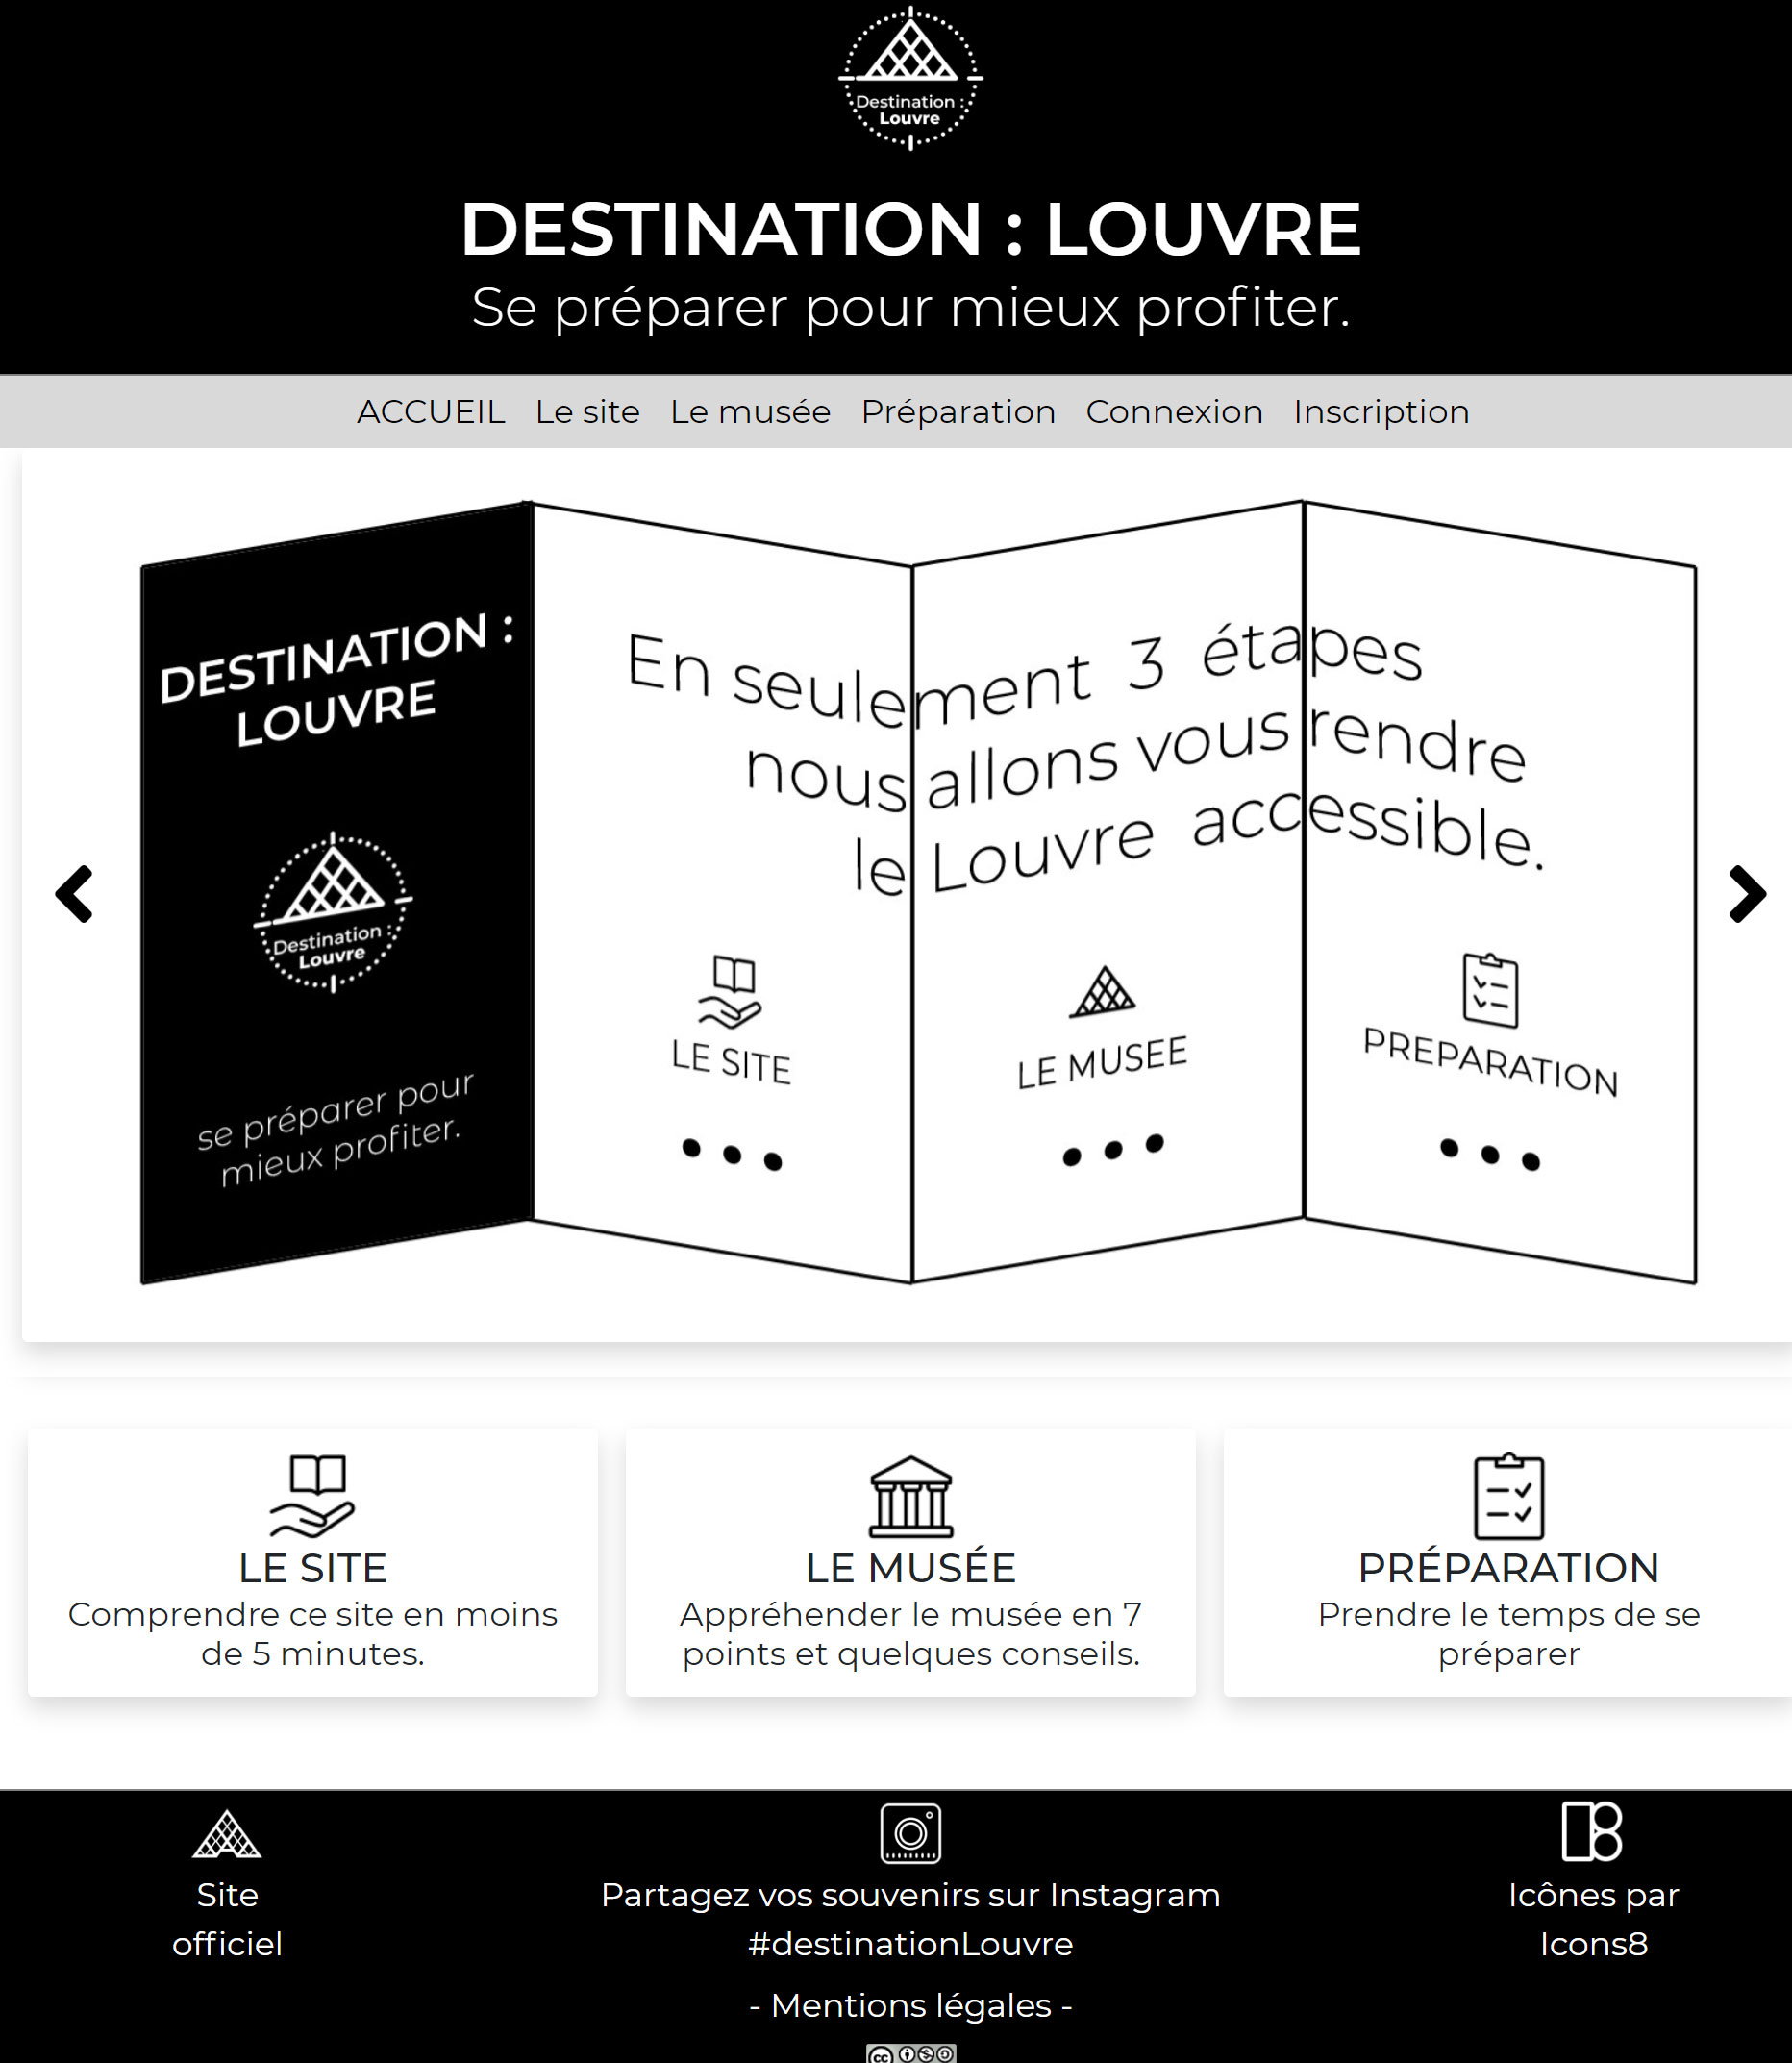 Destination :
Louvre
DESTINATION : LOUVRE
Se préparer pour mieux profiter.
ACCUEIL Le site Le musée Préparation Connexion Inscription
DESTINATION :
LOUVRE
Destination :
Louvre
se préparer pour
mieux profiter.
En seulement 3 étapes
nous allons vous rendre
le Louvre accessible.
LE SITE
LE MUSEE
PREPARATION
LE SITE
Comprendre ce site en moins
de 5 minutes.
LE MUSÉE
Appréhender le musée en 7
points et quelques conseils.
PRÉPARATION
Prendre le temps de se
préparer
Site
officiel
Partagez vos souvenirs sur Instagram
#destinationLouvre
Icônes par
Icons8
- Mentions légales -
cc